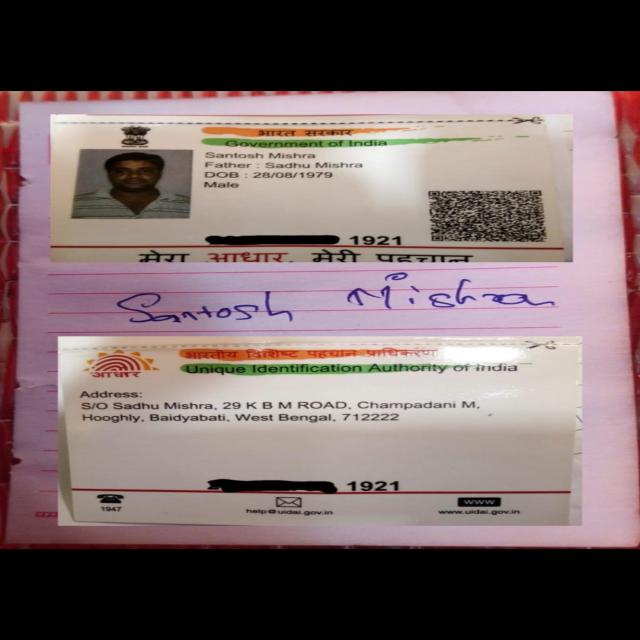 भारत सरकार
Government of India
Santosh Mishra
Father : Sadhu Mishra
DOB : 28/08/1979
Male
1921
मेरा आधार, मेरी पहचान
Santosh Mishra
भारतीय विशिष्ट पहचान प्राधिकरण
Unique Identification Authority of India
आधार
Address:
S/O Sadhu Mishra, 29 K B M ROAD, Champadani M,
Hooghly, Baidyabati, West Bengal, 712222
1921
1947
help@uidai.gov.in
www
www.uidai.gov.in